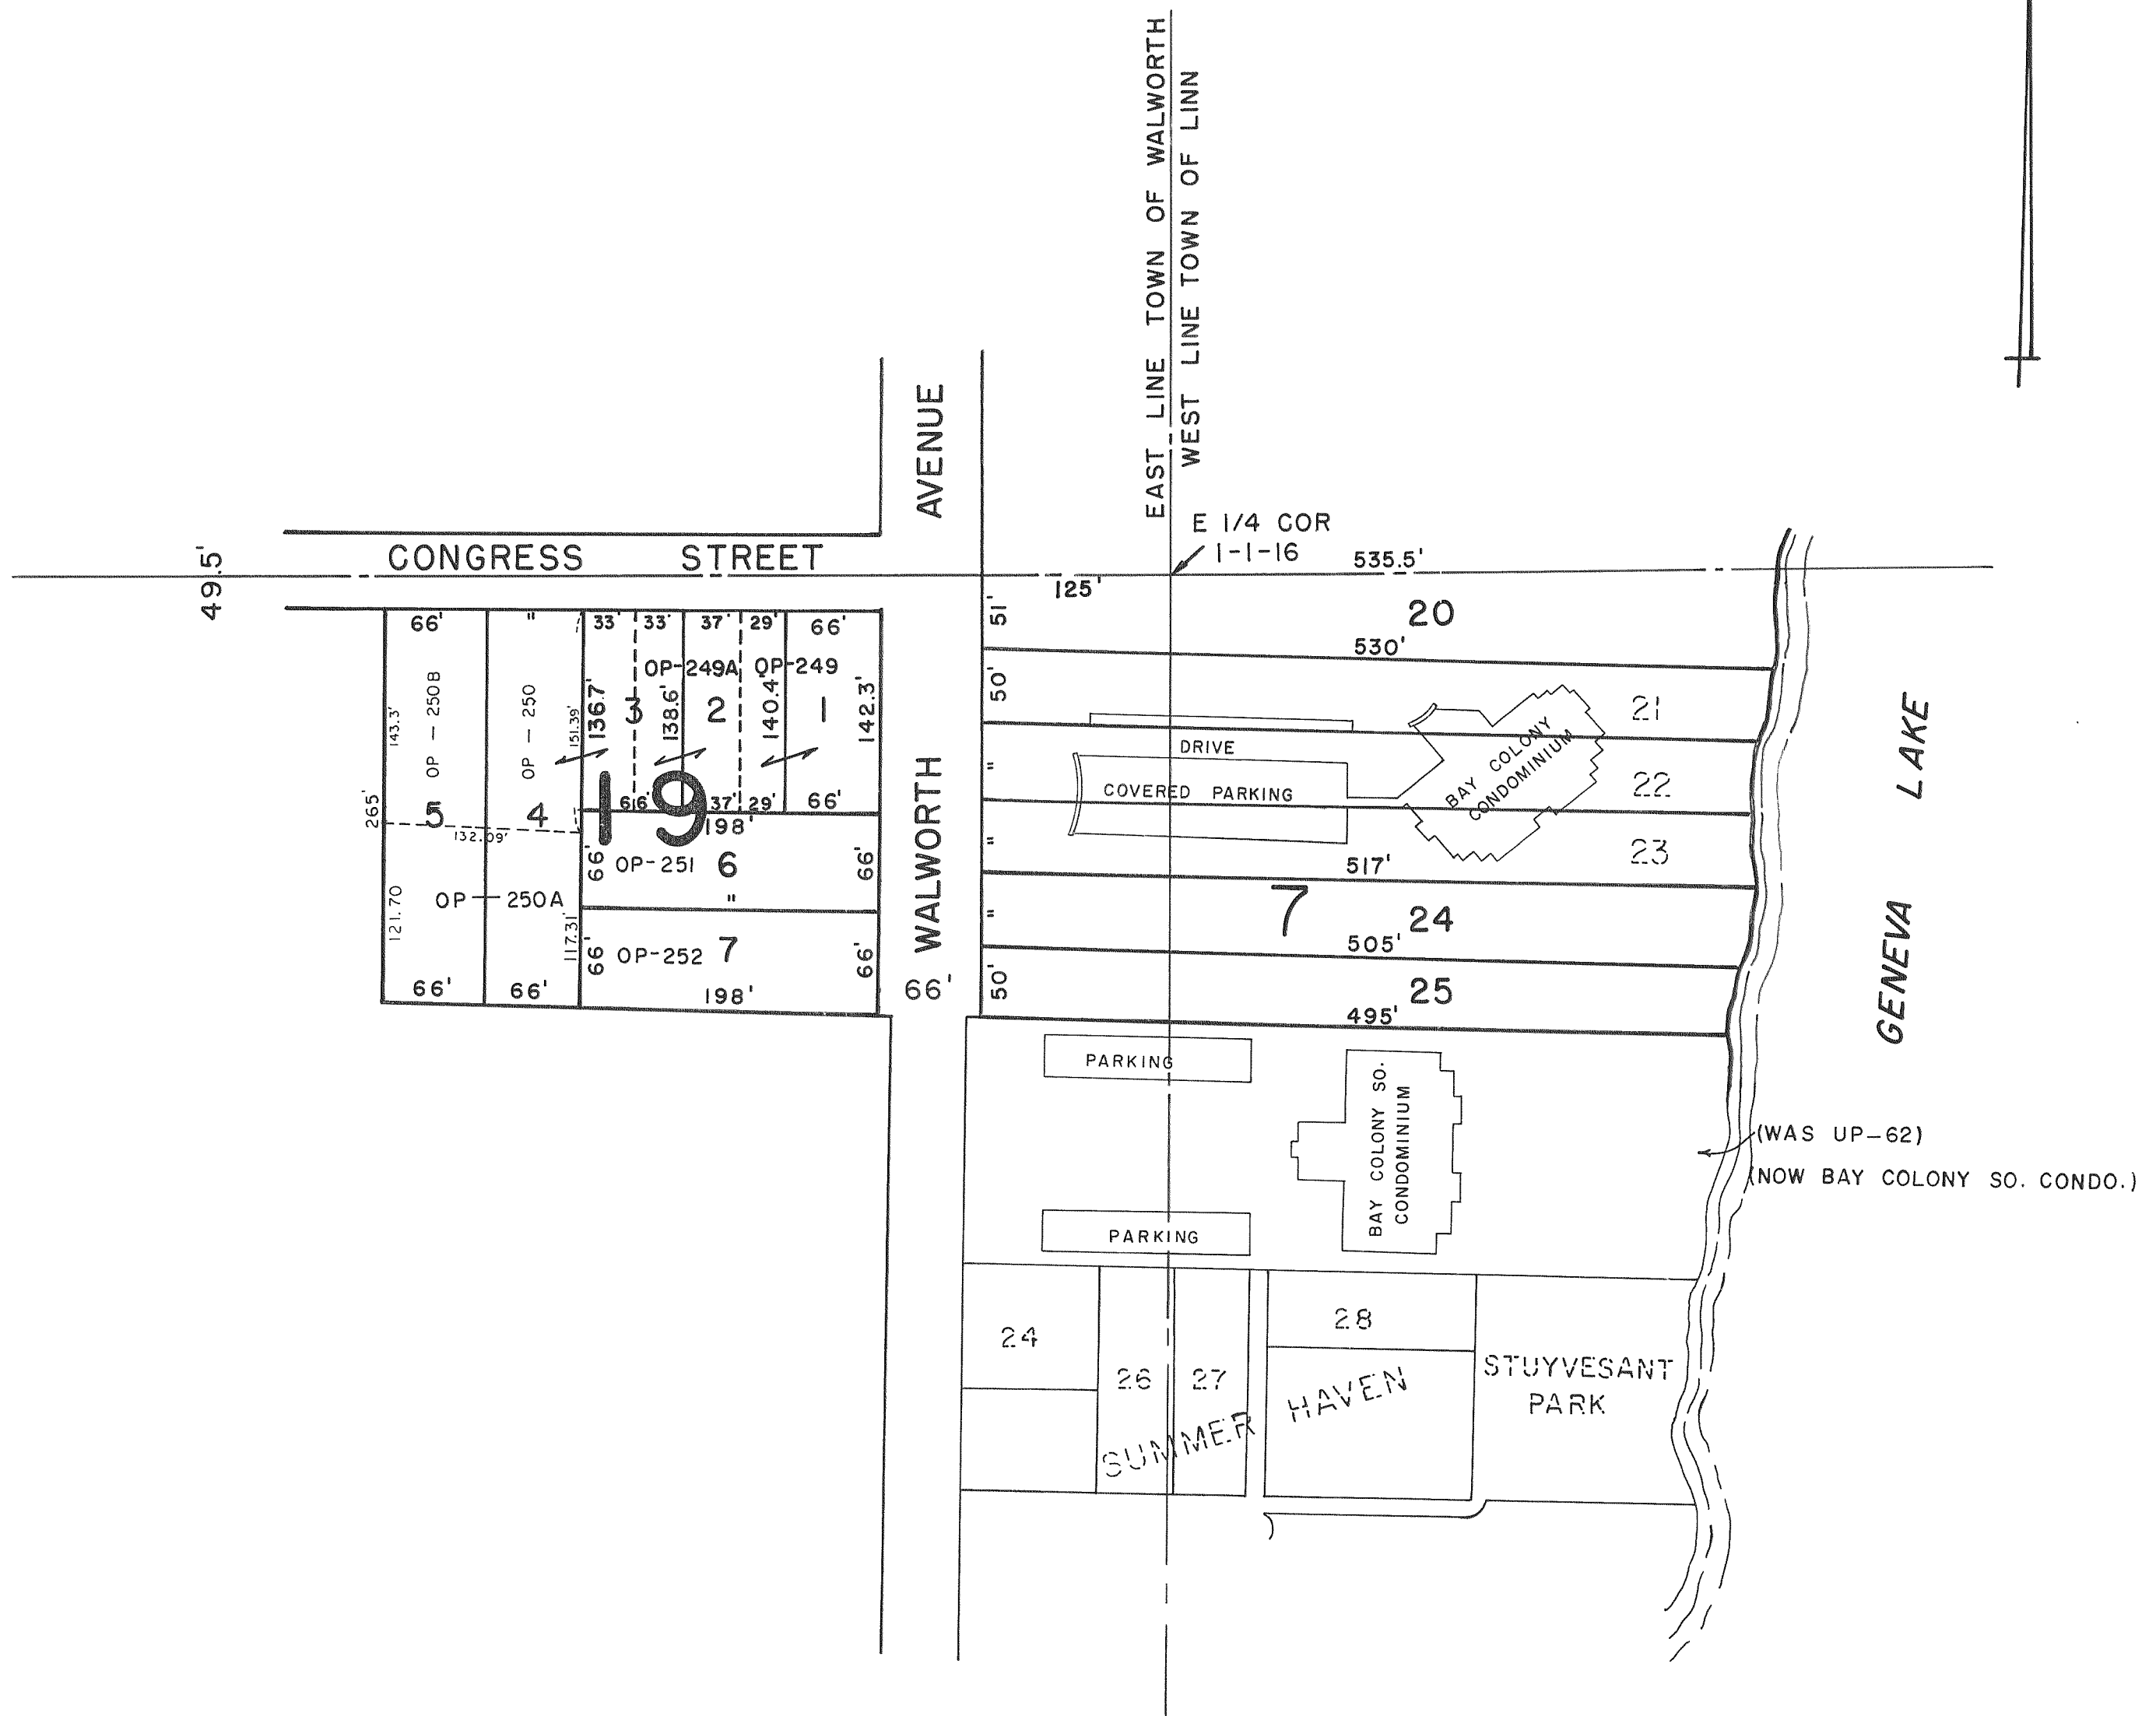 EAST LINE TOWN OF WALWORTH
WEST LINE TOWN OF LINN
AVENUE
E 1/4 COR
1-1-16
CONGRESS STREET
49.5'
125'
535.5'
20
51'
530'
66'
"
33'
33'
37'
29'
66'
OP-249A
OP-249
143.3'
OP-250B
OP-250
151.39'
136.7'
3
138.6'
2
140.4'
1
142.3'
50'
21
DRIVE
"
COVERED PARKING
BAY COLONY
CONDOMINIUM
22
LAKE
265'
5
4
132.09'
19
66'
37'
29'
66'
198'
WALWORTH
"
23
66'
OP-251
6
66'
517'
"
7
24
505'
"
GENEVA
121.70
OP-250A
117.31'
66'
OP-252
7
66'
66'
66'
198'
66'
50'
25
495'
PARKING
BAY COLONY SO.
CONDOMINIUM
(WAS UP-62)
(NOW BAY COLONY SO. CONDO.)
PARKING
24
26
27
28
SUMMER HAVEN
STUYVESANT
PARK